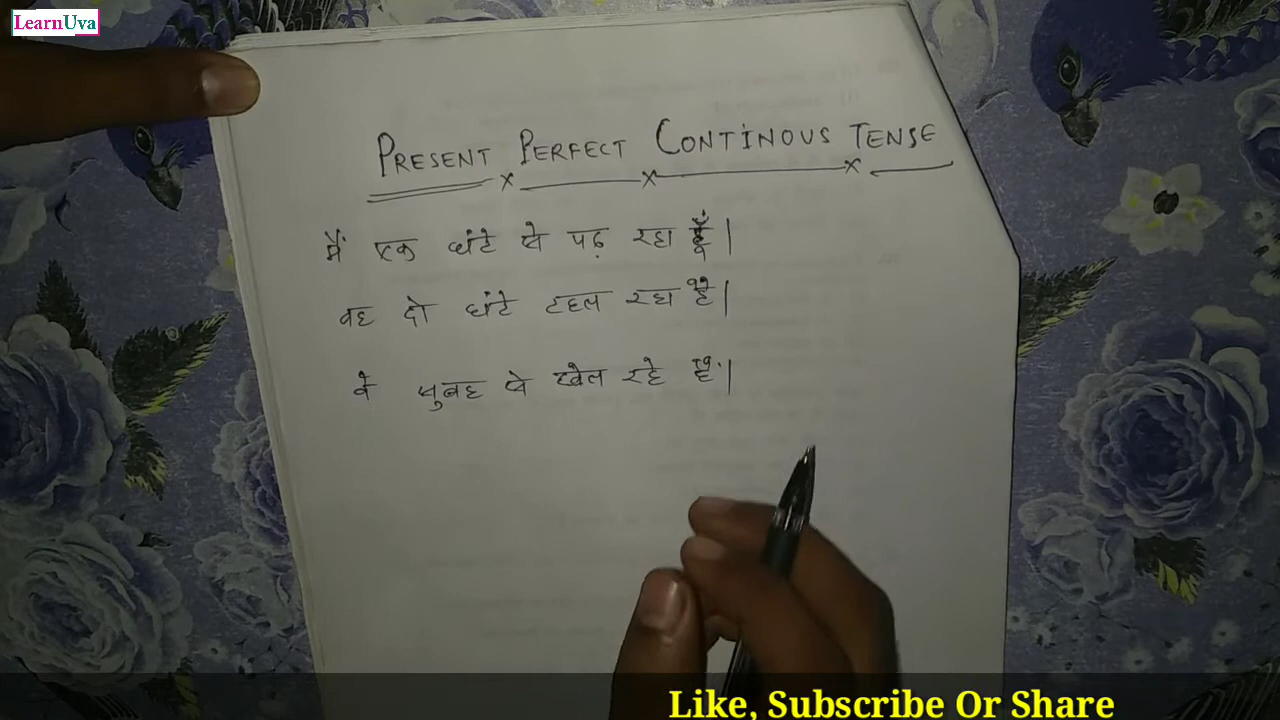 LearnUva
PRESENT PERFECT CONTINOUS TENSE
मैं एक घंटे से पढ़ रहा हूँ।
वह दो घंटे टहल रहा है।
वे सुबह से खेल रहे हैं।
Like, Subscribe Or Share